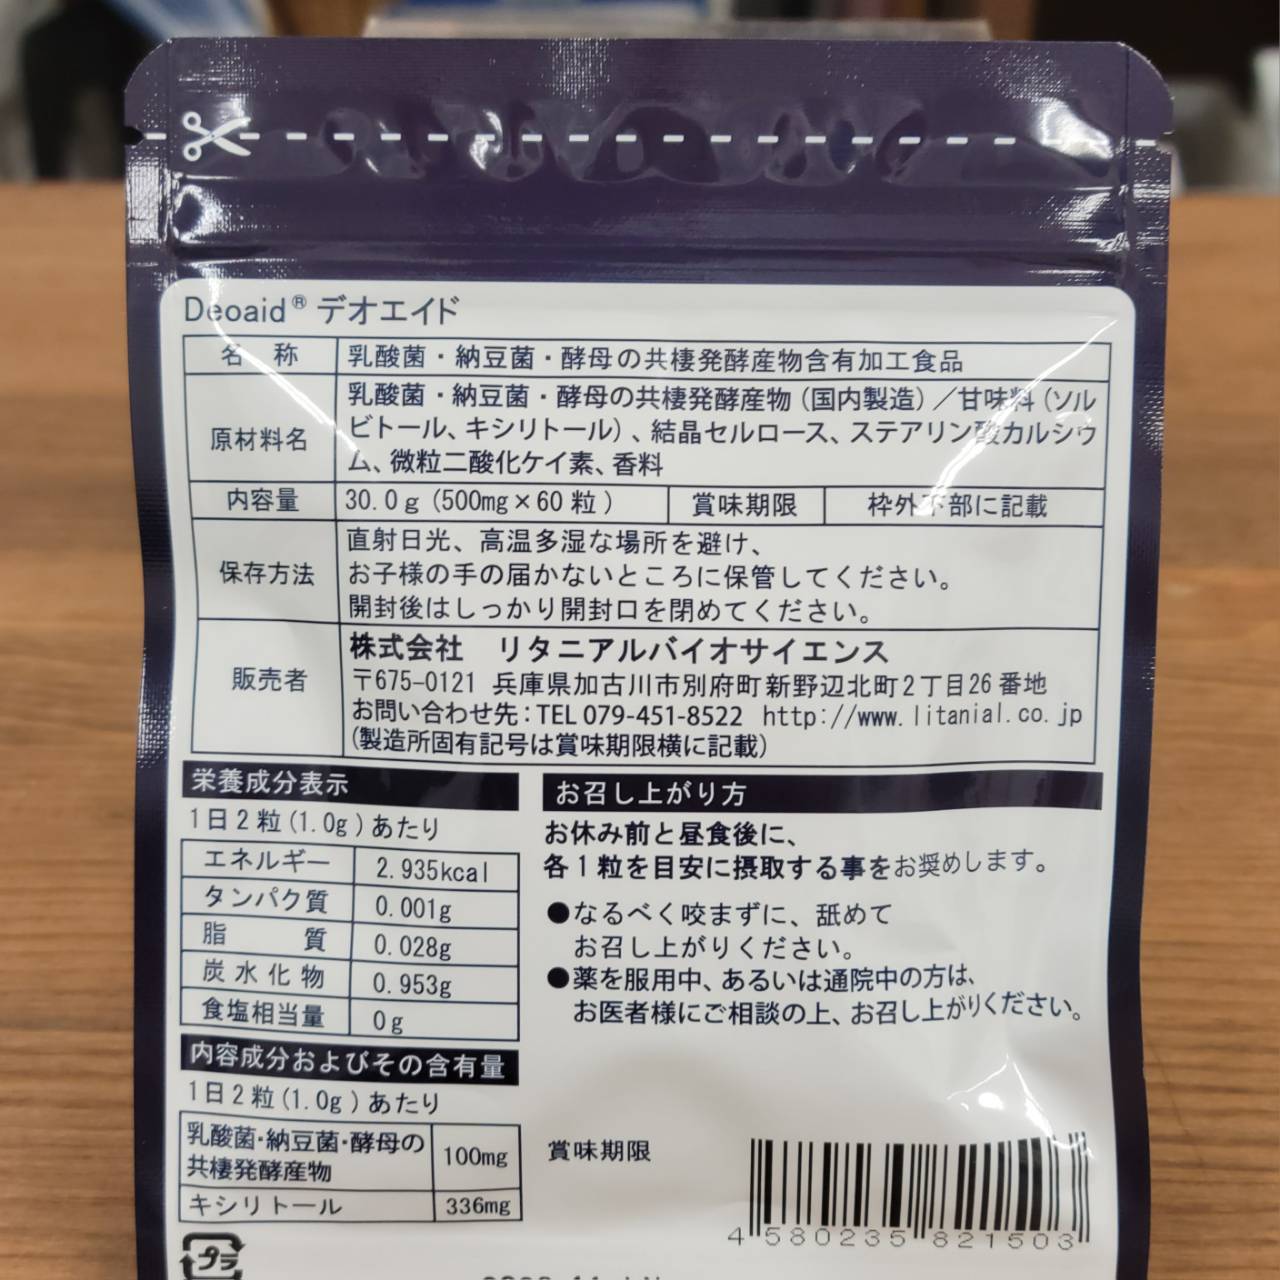 Deoaid® デオエイド
名 称 乳酸菌・納豆菌・酵母の共棲発酵産物含有加工食品
原材料名 乳酸菌・納豆菌・酵母の共棲発酵産物（国内製造）／甘味料（ソル
ビトール、キシリトール）、結晶セルロース、ステアリン酸カルシウ
ム、微粒二酸化ケイ素、香料
内容量 30.0g（500mg×60粒） 賞味期限 枠外下部に記載
保存方法 直射日光、高温多湿な場所を避け、
お子様の手の届かないところに保管してください。
開封後はしっかり開封口を閉めてください。
販売者 株式会社 リタニアルバイオサイエンス
〒675-0121 兵庫県加古川市別府町新野辺北町2丁目26番地
お問い合わせ先：TEL 079-451-8522 http://www.litanial.co.jp
(製造所固有記号は賞味期限横に記載)
栄養成分表示
1日2粒(1.0g)あたり
エネルギー 2.935kcal
タンパク質 0.001g
脂質 0.028g
炭水化物 0.953g
食塩相当量 0g
内容成分およびその含有量
1日2粒(1.0g)あたり
乳酸菌・納豆菌・酵母の
共棲発酵産物 100mg
キシリトール 336mg
プラ
お召し上がり方
お休み前と昼食後に、
各1粒を目安に摂取する事をお奨めします。
●なるべく咬まずに、舐めて
お召し上がりください。
●薬を服用中、あるいは通院中の方は、
お医者様にご相談の上、お召し上がりください。
賞味期限
4 580235 821503